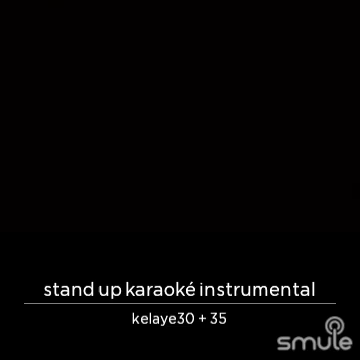 stand up karaoké instrumental
kelaye30 + 35
smule